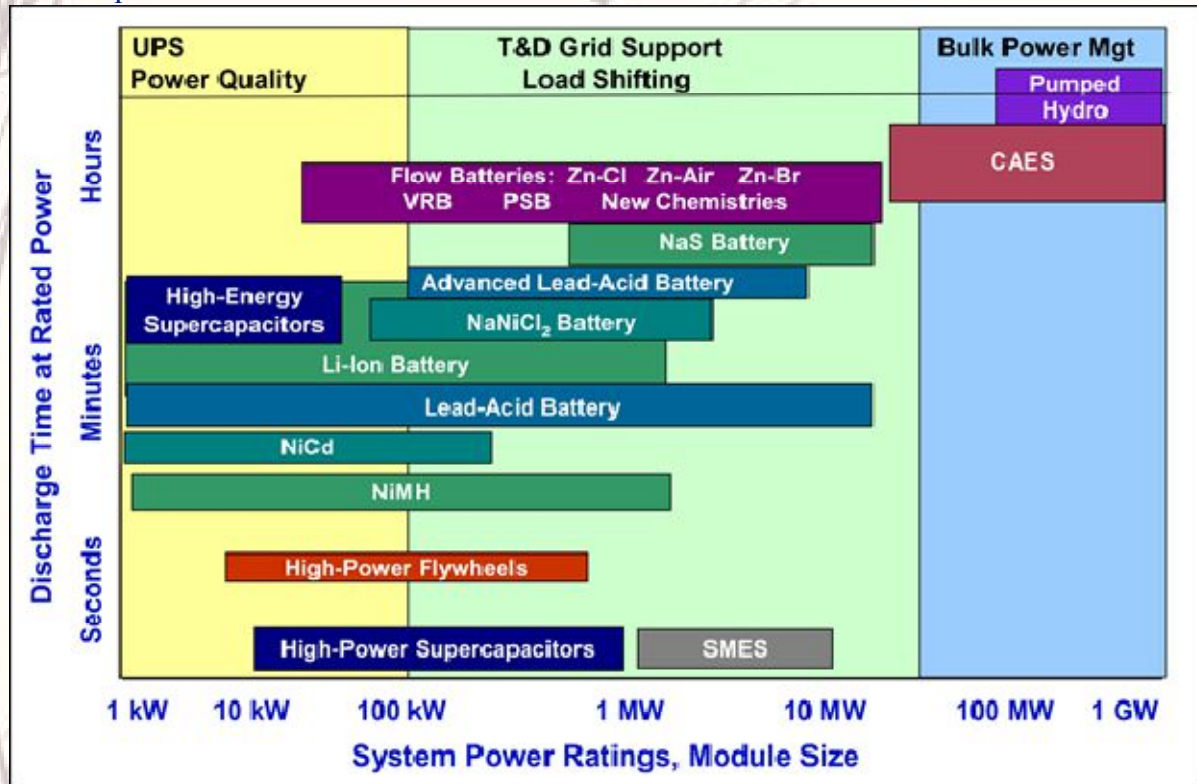 UPS
Power Quality
T&D Grid Support
Load Shifting
Bulk Power Mgt
Pumped
Hydro
CAES
Flow Batteries: Zn-Cl Zn-Air Zn-Br
VRB PSB New Chemistries
NaS Battery
Advanced Lead-Acid Battery
High-Energy
Supercapacitors
NaNiCl₂ Battery
Li-Ion Battery
Lead-Acid Battery
NiCd
NiMH
High-Power Flywheels
High-Power Supercapacitors
SMES
Discharge Time at Rated Power
Hours
Minutes
Seconds
1 kW 10 kW 100 kW 1 MW 10 MW 100 MW 1 GW
System Power Ratings, Module Size